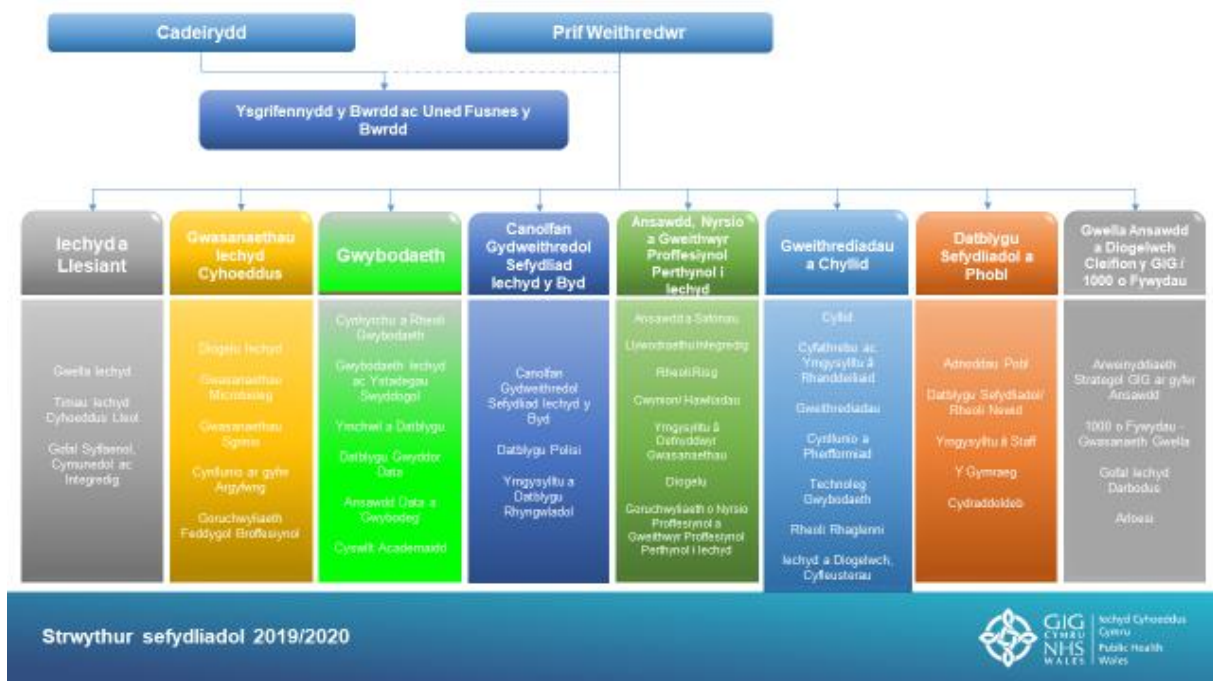 Cadeirydd
Prif Weithredwr
Ysgrifennydd y Bwrdd ac Uned Fusnes y
Bwrdd
Iechyd a
Llesiant
Gwella Iechyd
Timau Iechyd
Cyhoeddus Lleol
Gofal Sylfaenol,
Cymunedol ac
Integredig
Gwasanaethau
Iechyd
Cyhoeddus
Diogelu Iechyd
Gwasanaethau
Microbioleg
Gwasanaethau
Sgrinio
Cynllunio ar gyfer
Argyfwng
Goruchwyliaeth
Feddygol Broffesiynol
Gwybodaeth
Cynhyrchu a Rheoli
Gwybodaeth
Gwybodaeth Iechyd
ac Ystadegau
Swyddogol
Ymchwil a Datblygu
Datblygu Gwyddor
Data
Ansawdd Data a
Gwybodeg
Cyswllt Academaidd
Canolfan
Gydweithredol
Sefydliad
Iechyd y Byd
Canolfan
Gydweithredol
Sefydliad Iechyd y
Byd
Datblygu Polisi
Ymgysylltu a
Datblygu
Rhyngwladol
Ansawdd, Nyrsio
a Gweithwyr
Proffesiynol
Perthynol i
Iechyd
Ansawdd a Safonau
Llywodraethu Integredig
Rheoli Risg
Cwynion/ Hawliadau
Ymgysylltu â
Defnyddwyr
Gwasanaethau
Diogelu
Goruchwyliaeth o Nyrsio
Proffesiynol a
Gweithwyr Proffesiynol
Perthynol i Iechyd
Gweithrediadau
a Chyllid
Cyllid
Cyfathrebu ac
Ymgysylltu â
Rhanddeiliaid
Gweithrediadau
Cynllunio a
Pherfformiad
Technoleg
Gwybodaeth
Rheoli Rhaglenni
Iechyd a Diogelwch,
Cyfleusterau
Datblygu
Sefydliadol a
Phobl
Adnoddau Pobl
Datblygu Sefydliadol/
Rheoli Newid
Ymgysylltu â Staff
Y Gymraeg
Cydraddoldeb
Gwella Ansawdd
a Diogelwch
Cleifion y GIG /
1000 o Fywydau
Arweinyddiaeth
Strategol GIG ar gyfer
Ansawdd
1000 o Fywydau -
Gwasanaeth Gwella
Gofal Iechyd
Darbodus
Arloesi
Strwythur sefydliadol 2019/2020
GIG
CYMRU
NHS
WALES
Iechyd Cyhoeddus
Cymru
Public Health
Wales